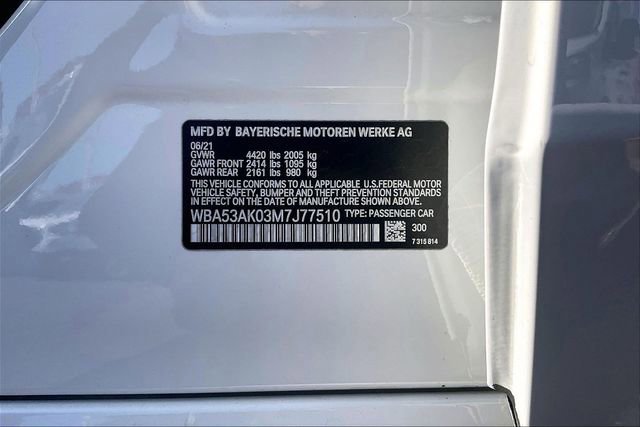 MFD BY BAYERISCHE MOTOREN WERKE AG
06/21
GVWR 4420 lbs 2005 kg
GAWR FRONT 2414 lbs 1095 kg
GAWR REAR 2161 lbs 980 kg
THIS VEHICLE CONFORMS TO ALL APPLICABLE U.S.FEDERAL MOTOR
VEHICLE SAFETY, BUMPER AND THEFT PREVENTION STANDARDS
IN EFFECT ON THE DATE OF MANUFACTURE SHOWN ABOVE.
WBA53AK03M7J77510 TYPE: PASSENGER CAR
300
7 315 814